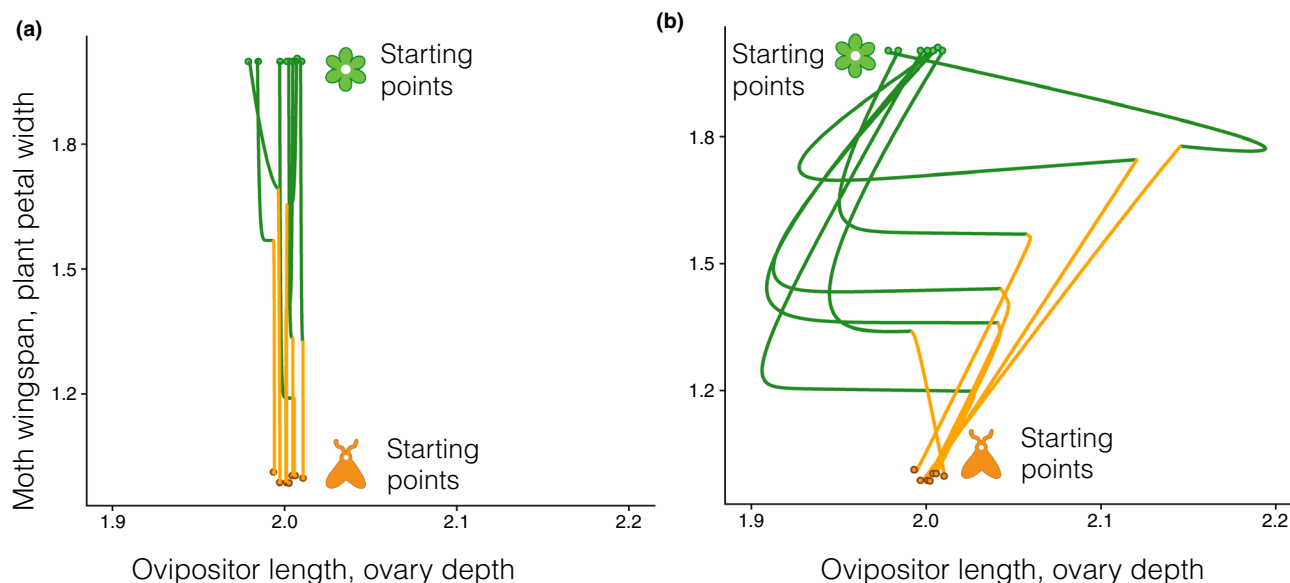 (a)
Starting
points
1.8
1.5
1.2
Moth wingspan, plant petal width
Starting
points
1.9
2.0
2.1
2.2
Ovipositor length, ovary depth
(b)
Starting
points
1.8
1.5
1.2
Starting
points
1.9
2.0
2.1
2.2
Ovipositor length, ovary depth